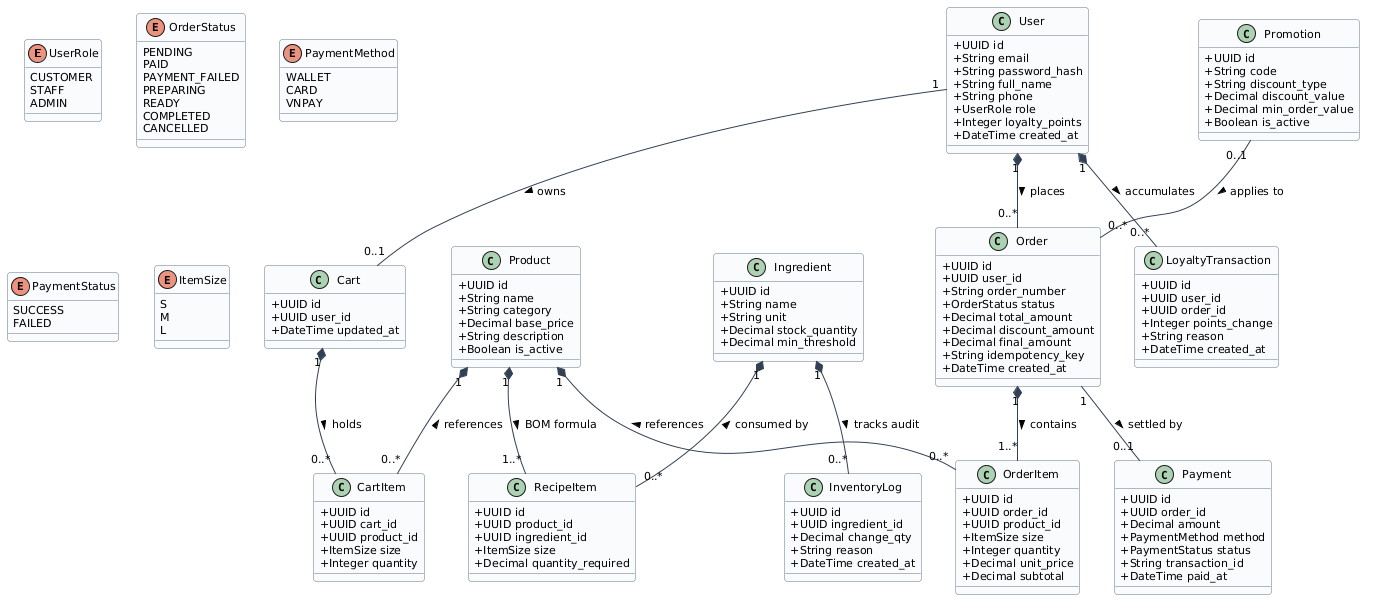 E UserRole
CUSTOMER
STAFF
ADMIN
E OrderStatus
PENDING
PAID
PAYMENT_FAILED
PREPARING
READY
COMPLETED
CANCELLED
E PaymentMethod
WALLET
CARD
VNPAY
C User
+UUID id
+String email
+String password_hash
+String full_name
+String phone
+UserRole role
+Integer loyalty_points
+DateTime created_at
C Promotion
+UUID id
+String code
+String discount_type
+Decimal discount_value
+Decimal min_order_value
+Boolean is_active
1
owns
0..1
1
places
0..*
1
accumulates
0..*
0..1
applies to
0..*
E PaymentStatus
SUCCESS
FAILED
E ItemSize
S
M
L
C Cart
+UUID id
+UUID user_id
+DateTime updated_at
C Product
+UUID id
+String name
+String category
+Decimal base_price
+String description
+Boolean is_active
C Ingredient
+UUID id
+String name
+String unit
+Decimal stock_quantity
+Decimal min_threshold
C Order
+UUID id
+UUID user_id
+String order_number
+OrderStatus status
+Decimal total_amount
+Decimal discount_amount
+Decimal final_amount
+String idempotency_key
+DateTime created_at
C LoyaltyTransaction
+UUID id
+UUID user_id
+UUID order_id
+Integer points_change
+String reason
+DateTime created_at
1
holds
0..*
1
references
0..*
1
BOM formula
1..*
1
references
0..*
1
consumed by
0..*
1
tracks audit
0..*
1
contains
1..*
1
settled by
0..1
C CartItem
+UUID id
+UUID cart_id
+UUID product_id
+ItemSize size
+Integer quantity
C RecipeItem
+UUID id
+UUID product_id
+UUID ingredient_id
+ItemSize size
+Decimal quantity_required
C InventoryLog
+UUID id
+UUID ingredient_id
+Decimal change_qty
+String reason
+DateTime created_at
C OrderItem
+UUID id
+UUID order_id
+UUID product_id
+ItemSize size
+Integer quantity
+Decimal unit_price
+Decimal subtotal
C Payment
+UUID id
+UUID order_id
+Decimal amount
+PaymentMethod method
+PaymentStatus status
+String transaction_id
+DateTime paid_at